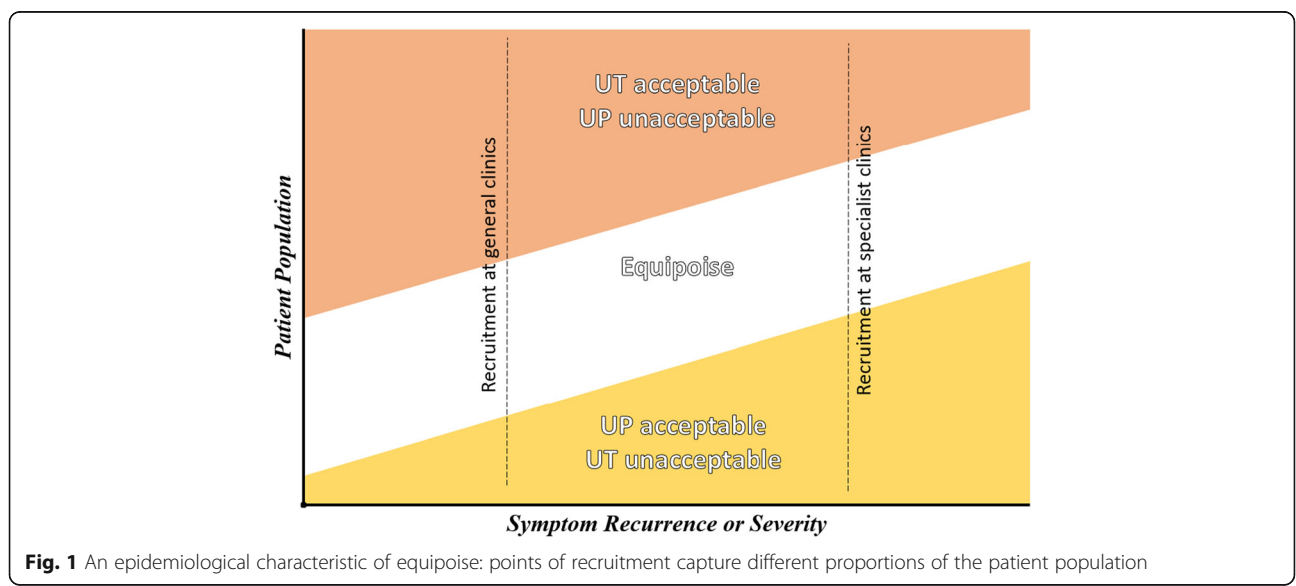 UT acceptable
UP unacceptable
Recruitment at general clinics
Recruitment at specialist clinics
Patient Population
Equipoise
UP acceptable
UT unacceptable
Symptom Recurrence or Severity
Fig. 1 An epidemiological characteristic of equipoise: points of recruitment capture different proportions of the patient population